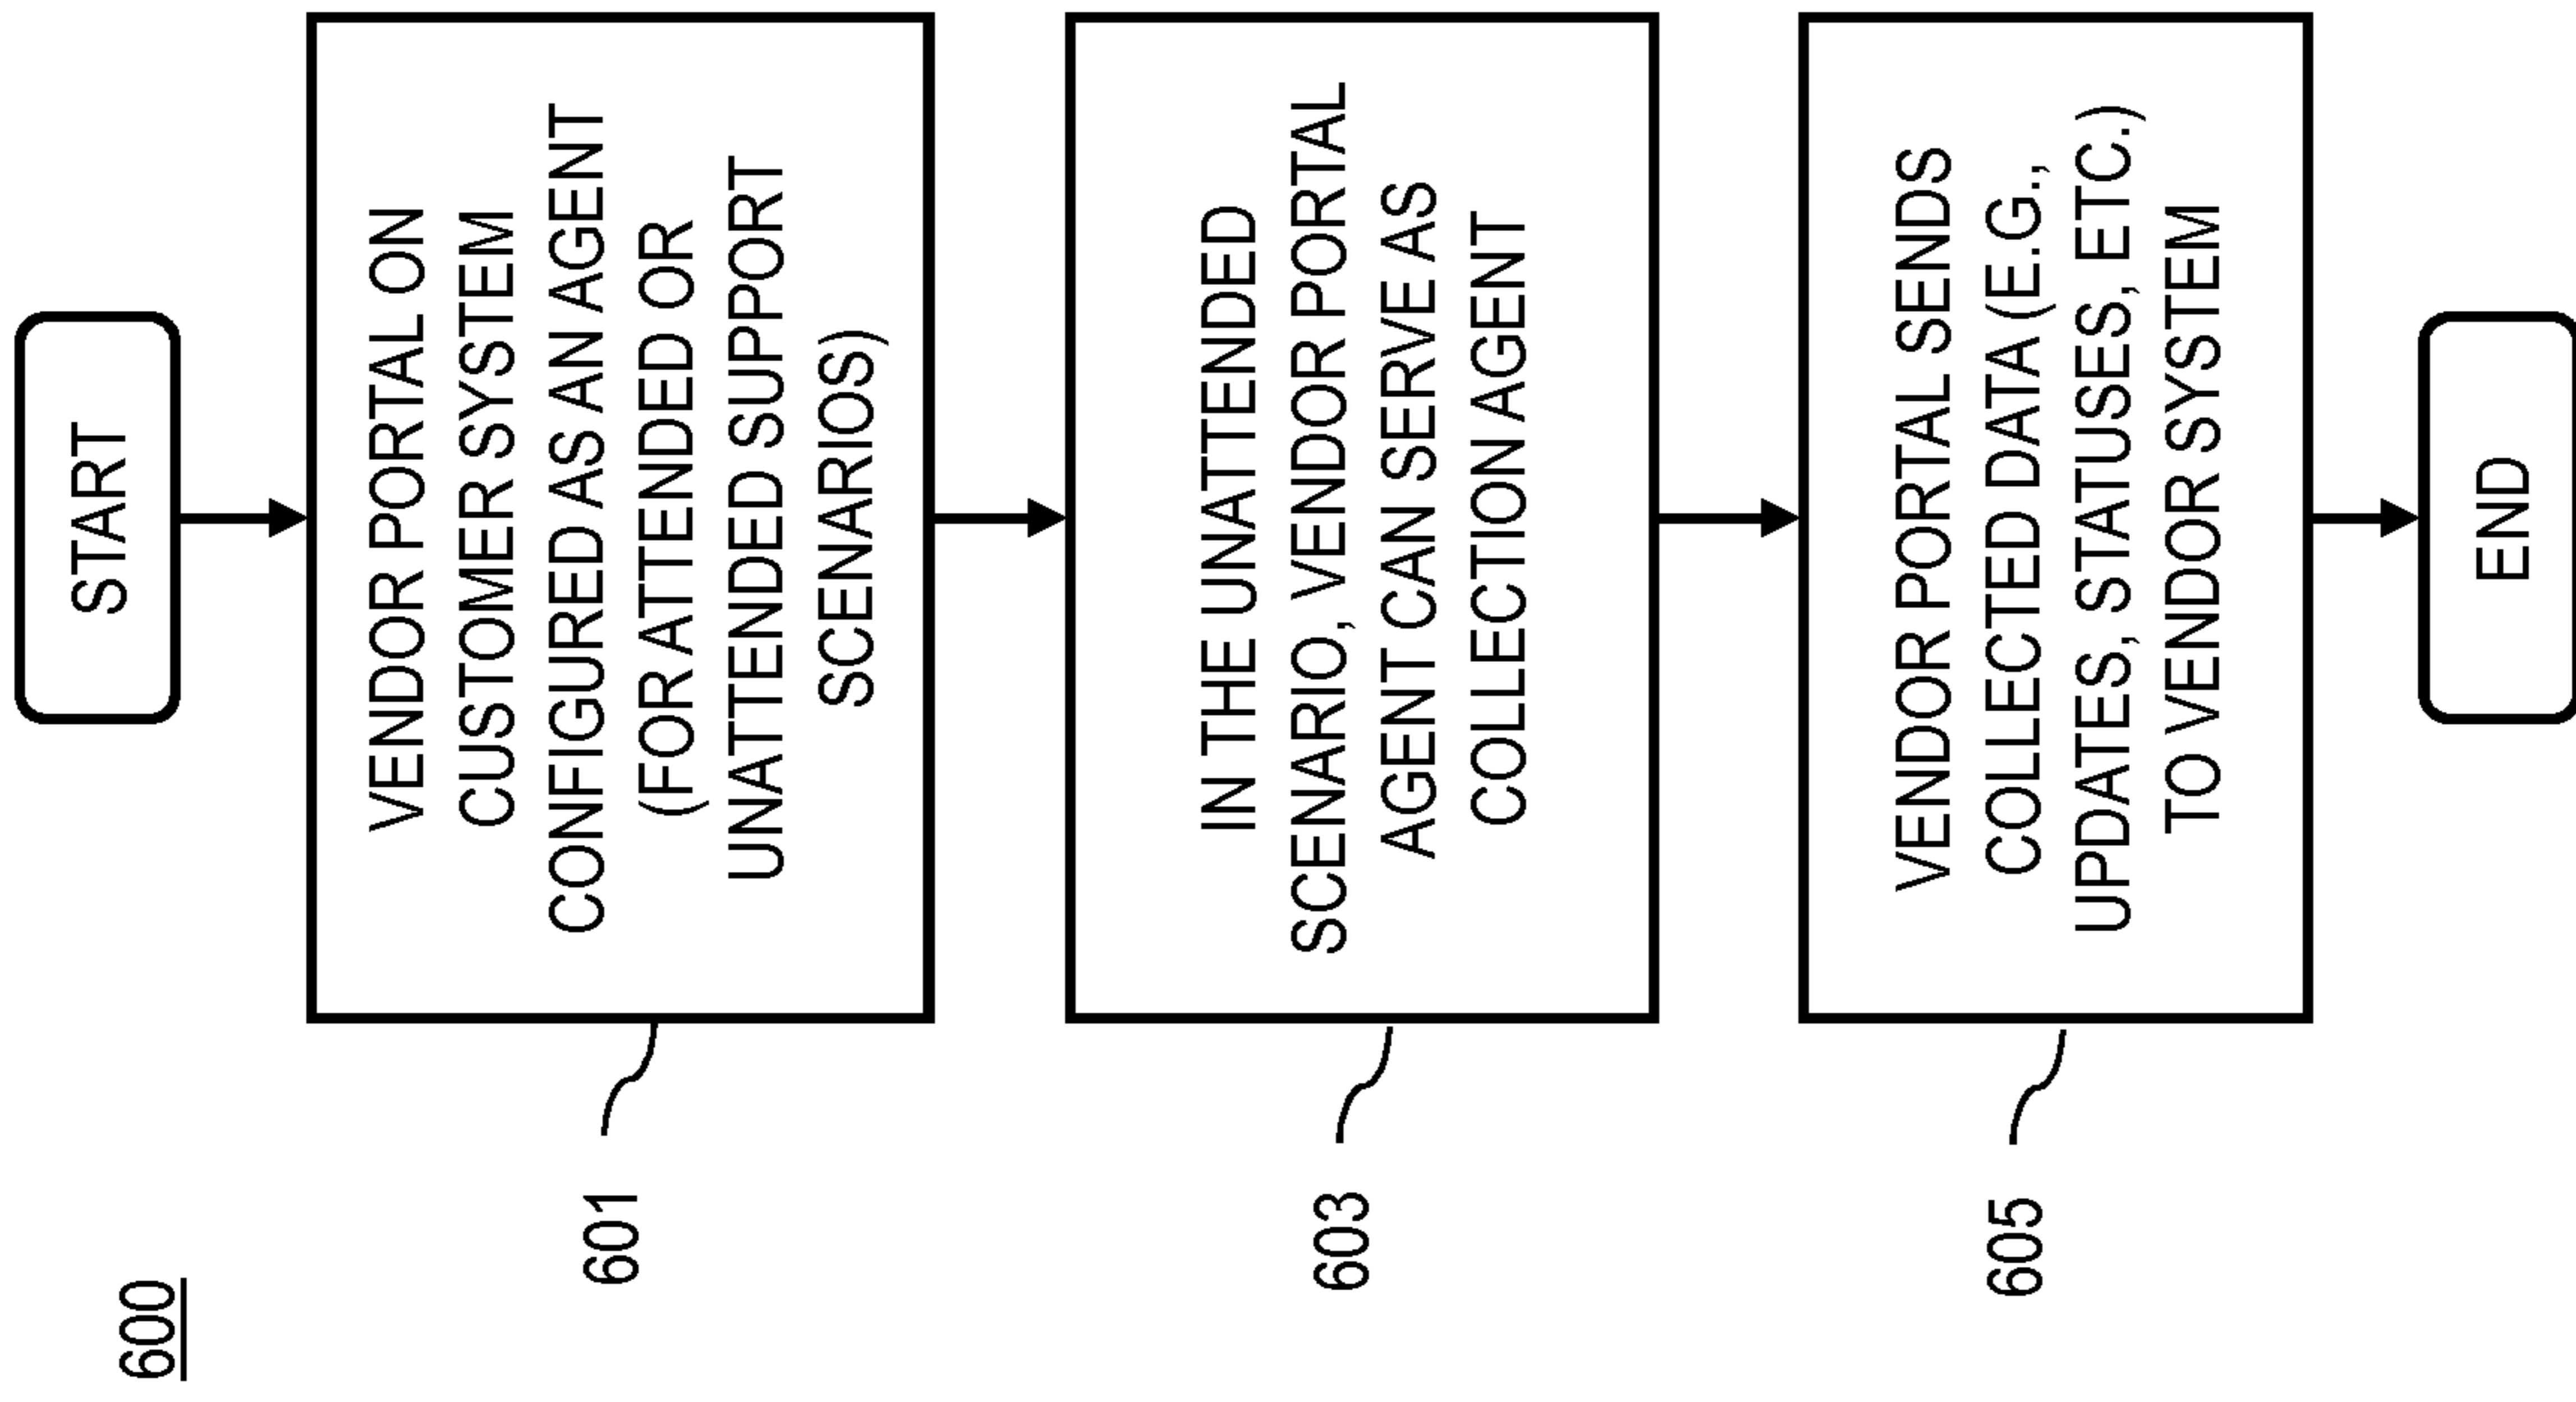 600
START
VENDOR PORTAL ON
CUSTOMER SYSTEM
CONFIGURED AS AN AGENT
(FOR ATTENDED OR
UNATTENDED SUPPORT
SCENARIOS)
601
IN THE UNATTENDED
SCENARIO, VENDOR PORTAL
AGENT CAN SERVE AS
COLLECTION AGENT
603
VENDOR PORTAL SENDS
COLLECTED DATA (E.G.,
UPDATES, STATUSES, ETC.)
TO VENDOR SYSTEM
605
END